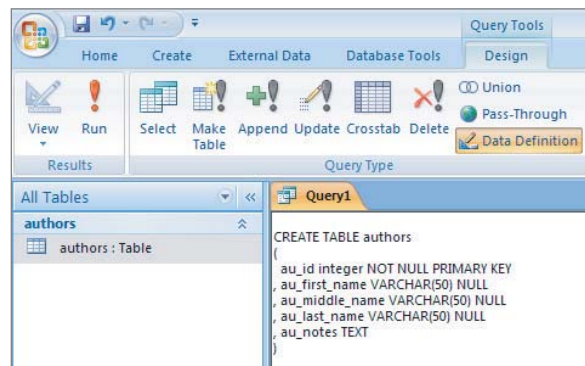 Query Tools
Home Create External Data Database Tools Design
View
Run
Select
Make Table
Append
Update
Crosstab
Delete
Union
Pass-Through
Data Definition
Results
Query Type
All Tables
authors
authors : Table
Query1
CREATE TABLE authors
(
au_id integer NOT NULL PRIMARY KEY
, au_first_name VARCHAR(50) NULL
, au_middle_name VARCHAR(50) NULL
, au_last_name VARCHAR(50) NULL
, au_notes TEXT
)